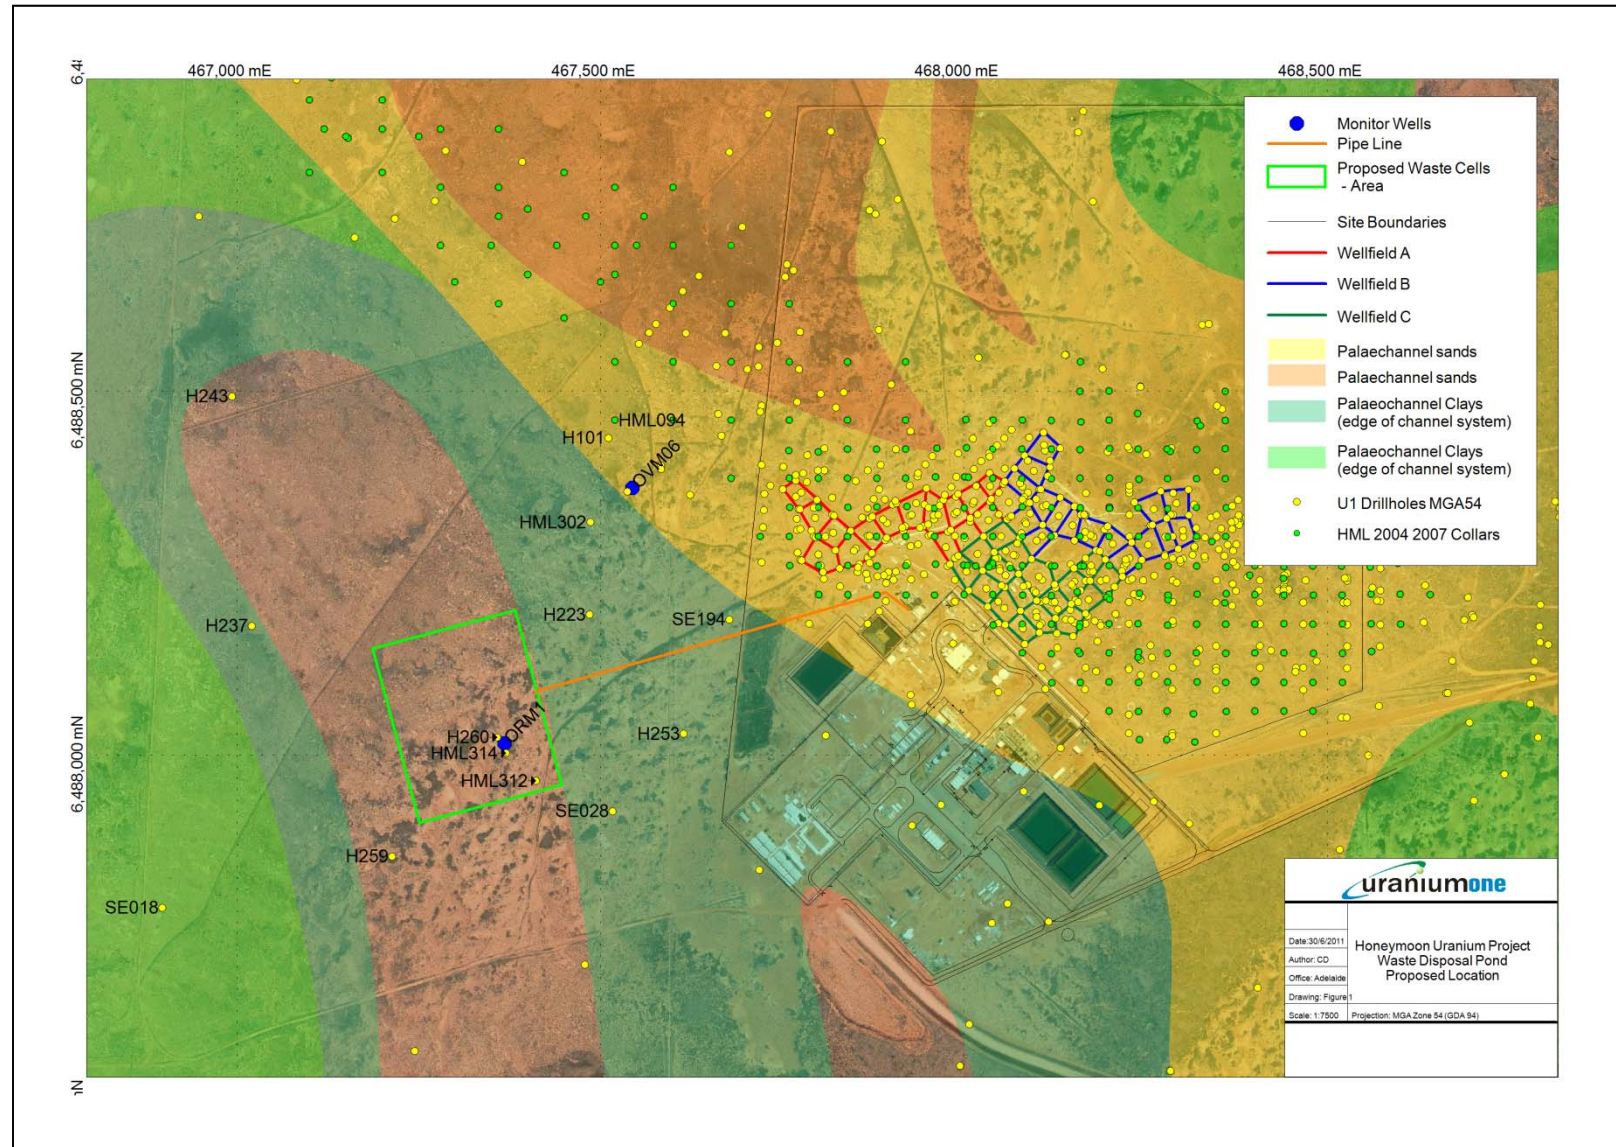 467,000 mE
467,500 mE
468,000 mE
468,500 mE
6,488,500 mN
6,488,000 mN
Monitor Wells
Pipe Line
Proposed Waste Cells
- Area
Site Boundaries
Wellfield A
Wellfield B
Wellfield C
Palaechannel sands
Palaechannel sands
Palaeochannel Clays
(edge of channel system)
Palaeochannel Clays
(edge of channel system)
U1 Drillholes MGA54
HML 2004 2007 Collars
H243
HML094
H101
OVM06
HML302
H223
SE194
H237
ORM1
H260
HML314
H253
HML312
SE028
H259
SE018
uraniumone
Date:30/6/2011
Author: CD
Office: Adelaide
Drawing: Figure 1
Scale: 1:7500
Honeymoon Uranium Project
Waste Disposal Pond
Proposed Location
Projection: MGA Zone 54 (GDA 94)